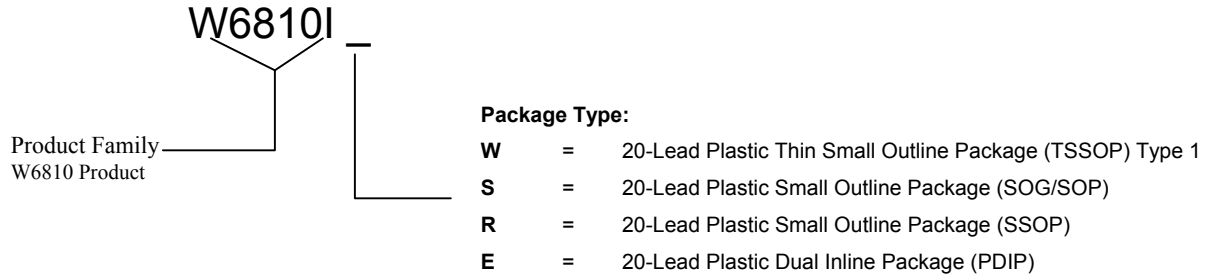 W6810I _
Product Family
W6810 Product
Package Type:
W = 20-Lead Plastic Thin Small Outline Package (TSSOP) Type 1
S = 20-Lead Plastic Small Outline Package (SOG/SOP)
R = 20-Lead Plastic Small Outline Package (SSOP)
E = 20-Lead Plastic Dual Inline Package (PDIP)